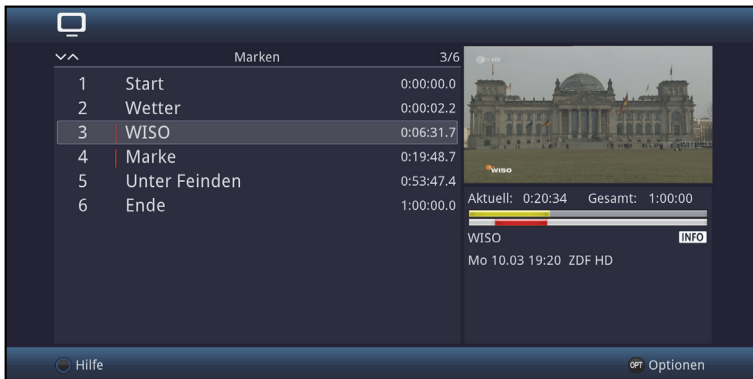 Marken 3/6
1 Start 0:00:00.0
2 Wetter 0:00:02.2
3 WISO 0:06:31.7
4 Marke 0:19:48.7
5 Unter Feinden 0:53:47.4
6 Ende 1:00:00.0
WISO
Aktuell: 0:20:34 Gesamt: 1:00:00
WISO INFO
Mo 10.03 19:20 ZDF HD
Hilfe
OPT Optionen